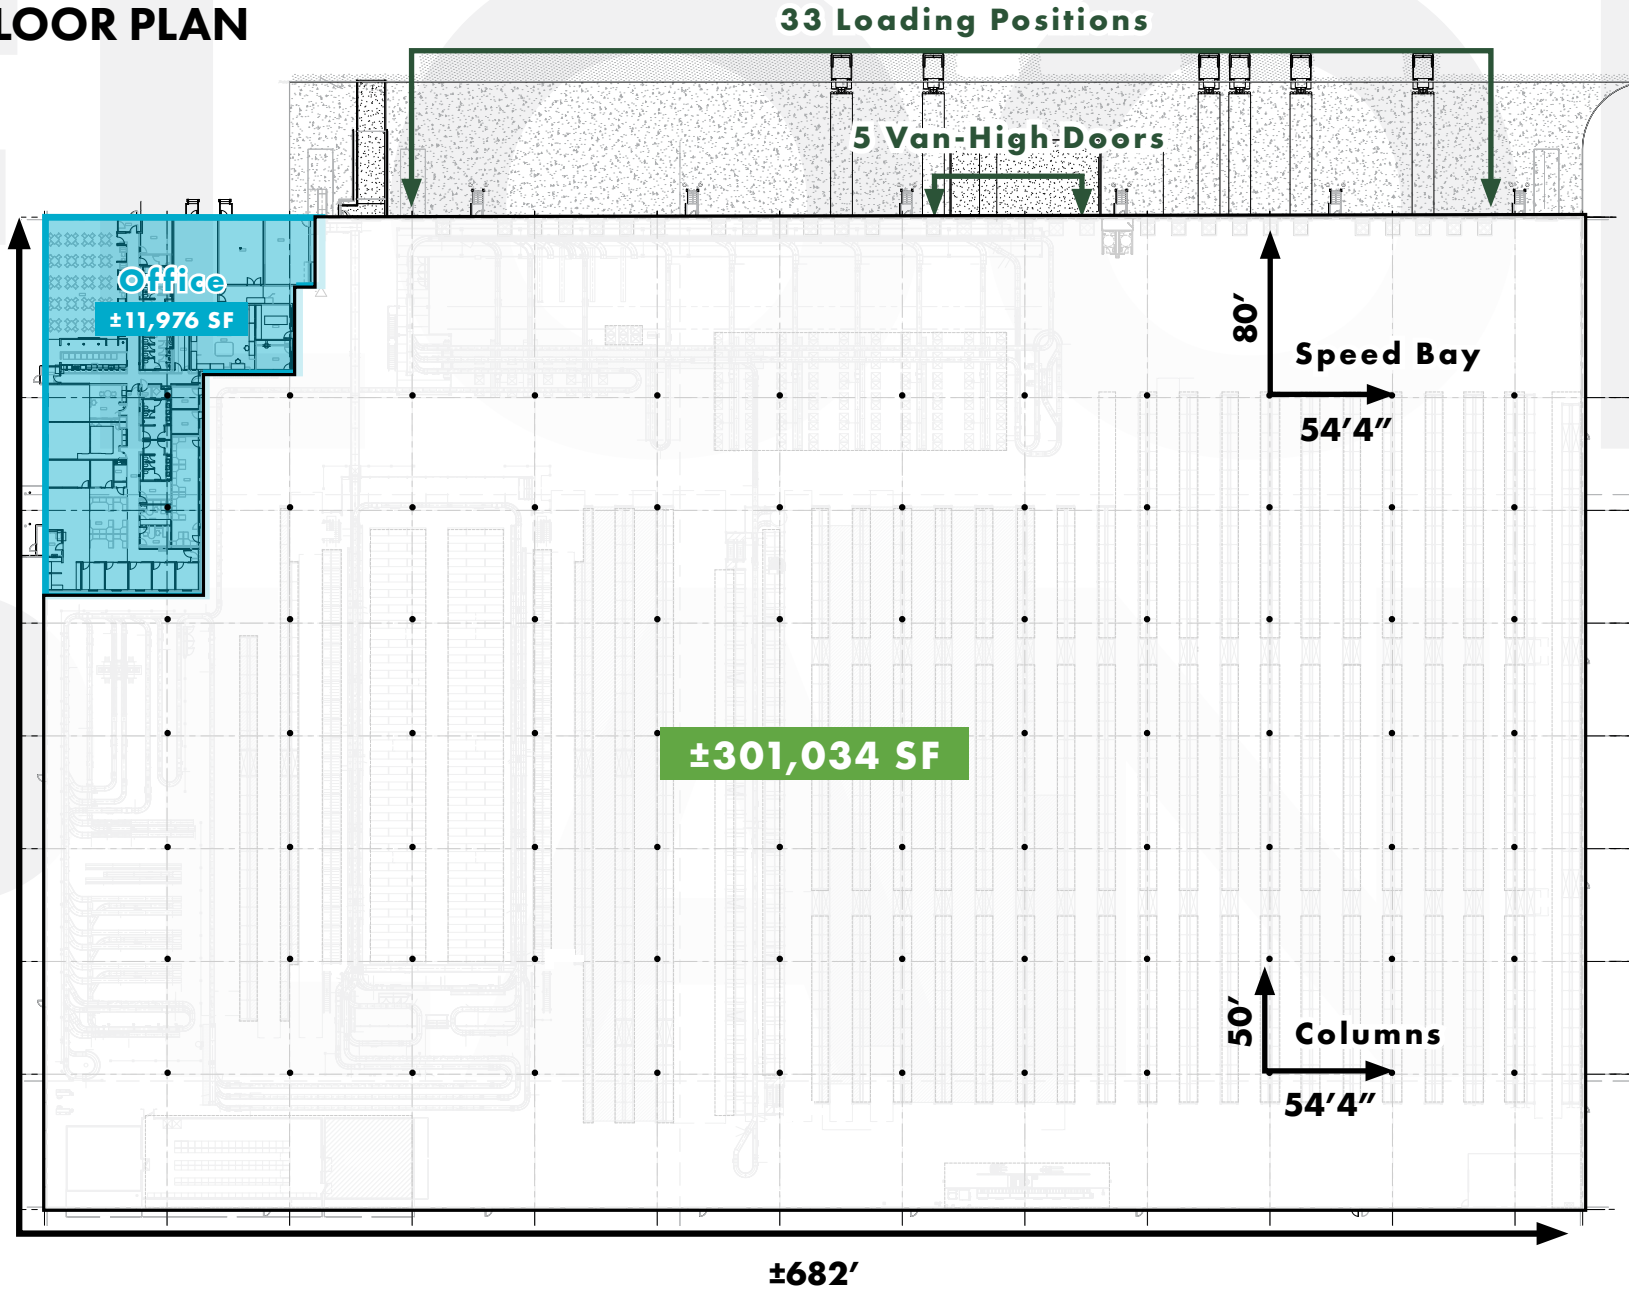 LOOR PLAN
33 Loading Positions
5 Van-High-Doors
Office
±11,976 SF
80′
Speed Bay
54′4″
±301,034 SF
50′
Columns
54′4″
±682′